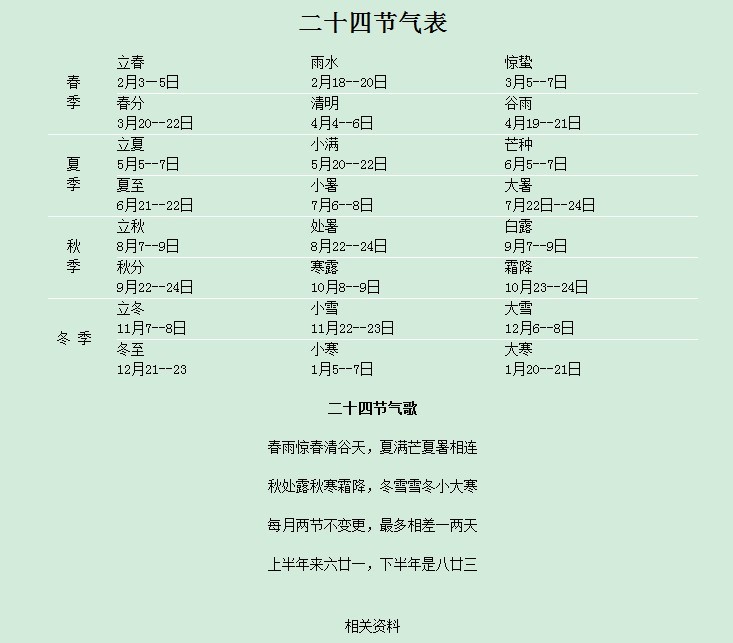 二十四节气表
立春 雨水 惊蛰
春 2月3—5日 2月18--20日 3月5--7日
季 春分 清明 谷雨
3月20--22日 4月4--6日 4月19--21日
立夏 小满 芒种
夏 5月5--7日 5月20--22日 6月5--7日
季 夏至 小暑 大暑
6月21--22日 7月6--8日 7月22日--24日
立秋 处暑 白露
秋 8月7--9日 8月22--24日 9月7--9日
季 秋分 寒露 霜降
9月22--24日 10月8--9日 10月23--24日
立冬 小雪 大雪
11月7--8日 11月22--23日 12月6--8日
冬 季 冬至 小寒 大寒
12月21--23 1月5--7日 1月20--21日
二十四节气歌
春雨惊春清谷天，夏满芒夏暑相连
秋处露秋寒霜降，冬雪雪冬小大寒
每月两节不变更，最多相差一两天
上半年来六廿一，下半年是八廿三
相关资料